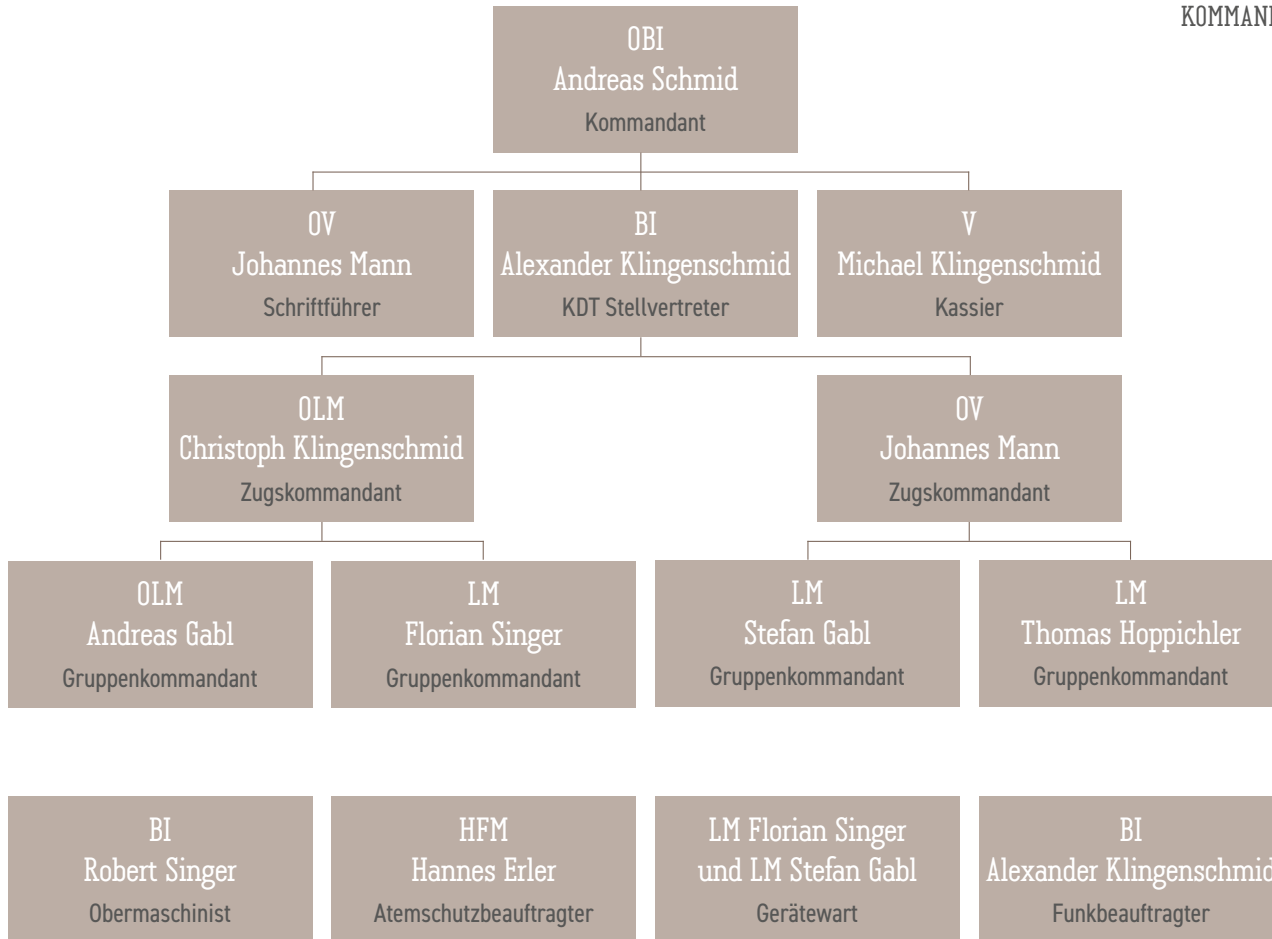 OBI
Andreas Schmid
Kommandant
OV
Johannes Mann
Schriftführer
BI
Alexander Klingenschmid
KDT Stellvertreter
V
Michael Klingenschmid
Kassier
OLM
Christoph Klingenschmid
Zugskommandant
OV
Johannes Mann
Zugskommandant
OLM
Andreas Gabl
Gruppenkommandant
LM
Florian Singer
Gruppenkommandant
LM
Stefan Gabl
Gruppenkommandant
LM
Thomas Hoppichler
Gruppenkommandant
BI
Robert Singer
Obermaschinist
HFM
Hannes Erler
Atemschutzbeauftragter
LM Florian Singer
und LM Stefan Gabl
Gerätewart
BI
Alexander Klingenschmid
Funkbeauftragter